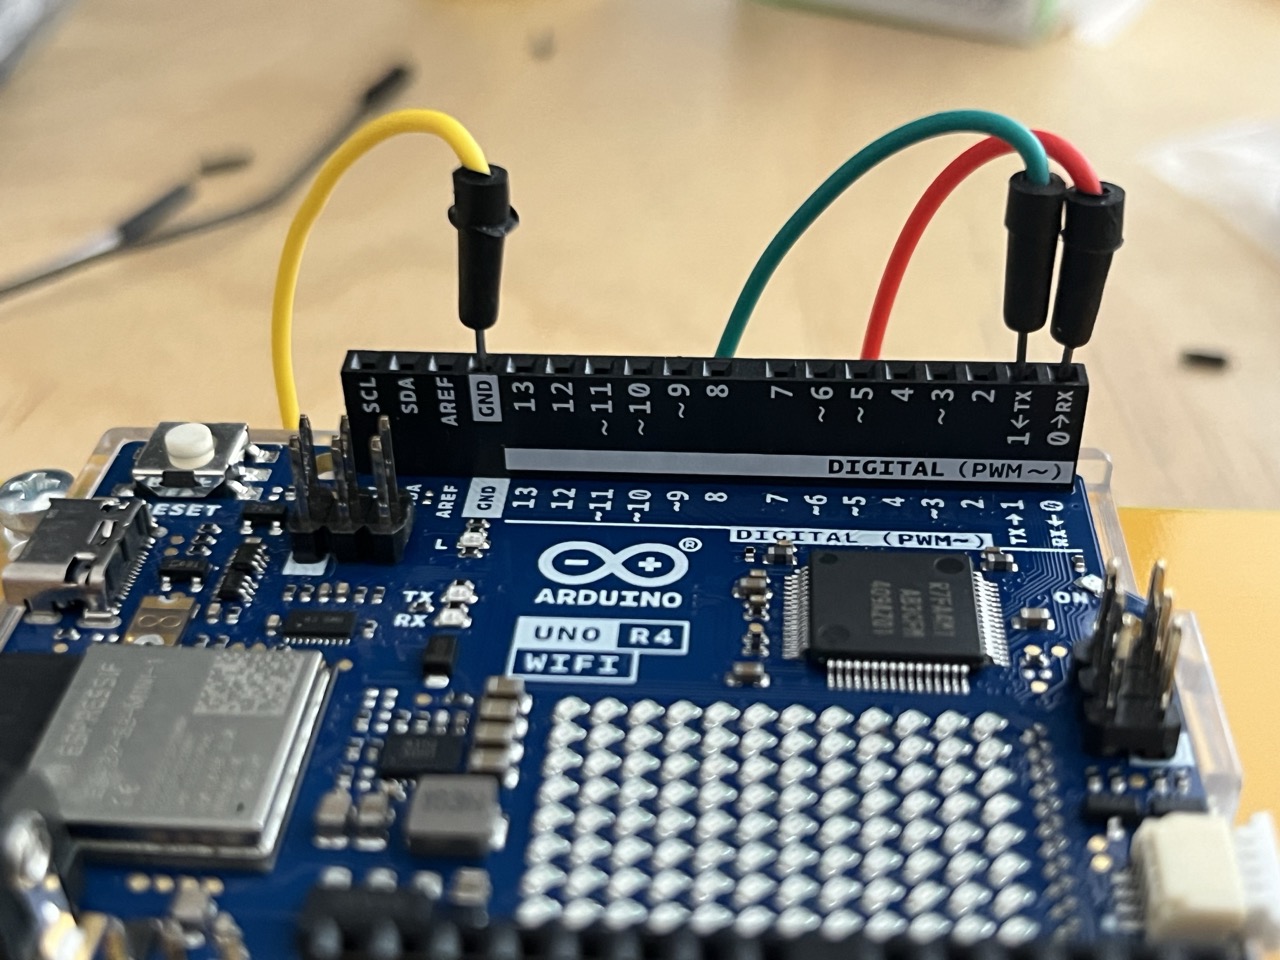 SCL SDA AREF GND 13 12 ~11 ~10 ~9 8 7 ~6 ~5 4 ~3 2 1←TX 0→RX
DIGITAL (PWM~)
AREF GND 13 12 ~11 ~10 ~9 8 7 ~6 ~5 4 ~3 2 TX→1 RX←0
DIGITAL (PWM~)
RESET
L
®
ARDUINO
TX
RX
ON
UNO R4
WIFI